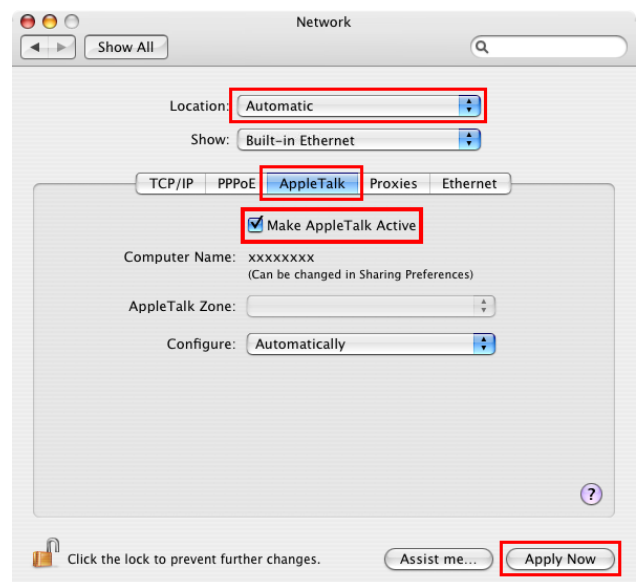 Network
Show All
Location: Automatic
Show: Built-in Ethernet
TCP/IP PPPoE AppleTalk Proxies Ethernet
Make AppleTalk Active
Computer Name: xxxxxxxx
(Can be changed in Sharing Preferences)
AppleTalk Zone:
Configure: Automatically
?
Click the lock to prevent further changes. Assist me... Apply Now